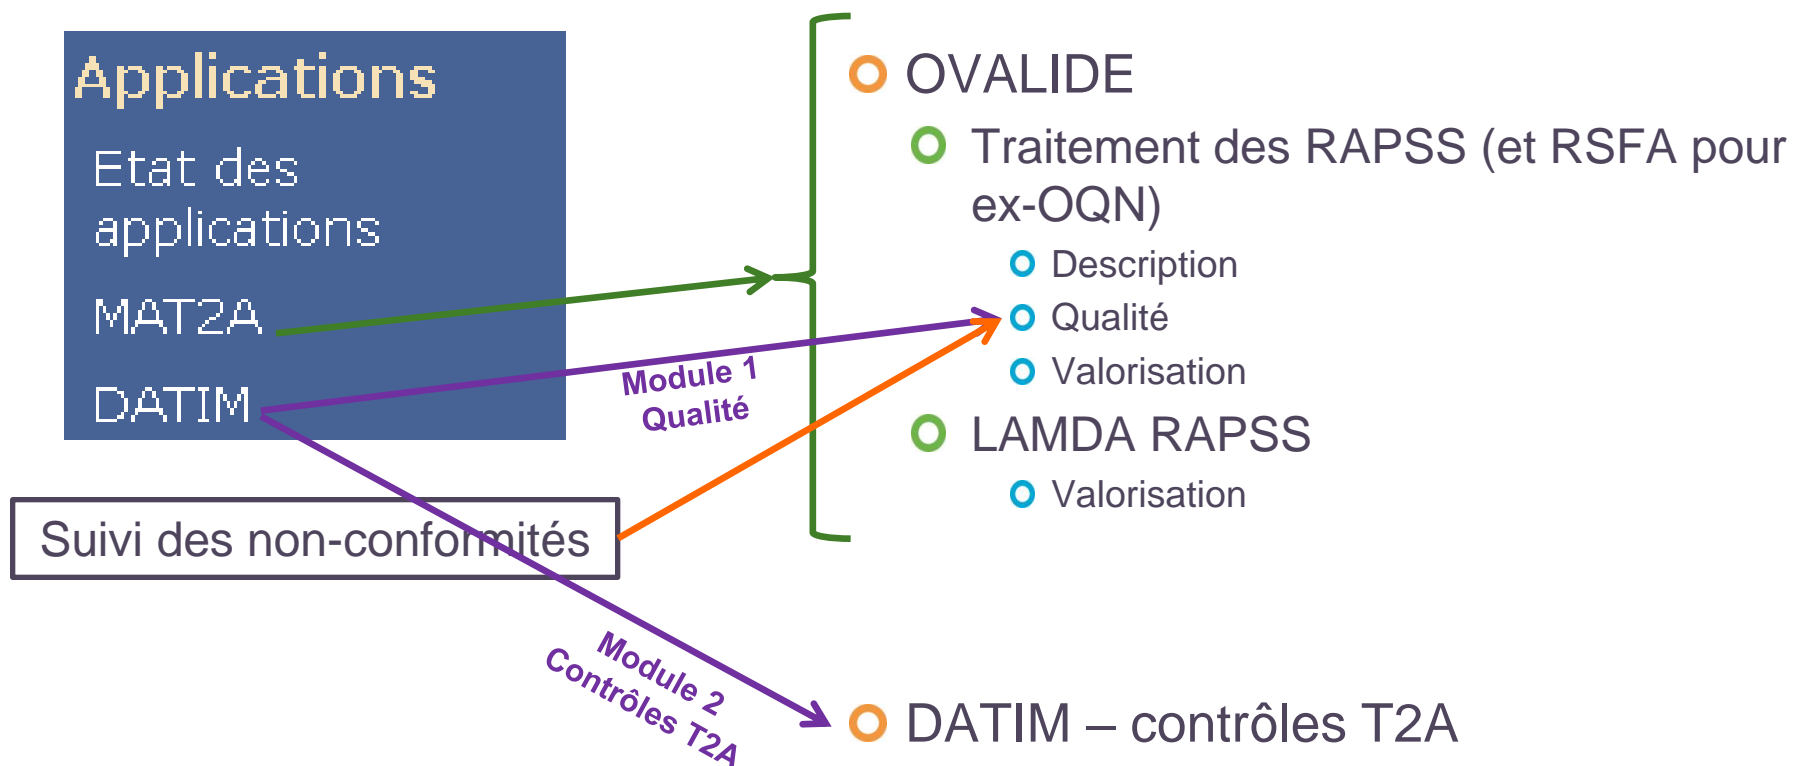 Applications
Etat des
applications
MAT2A
DATIM
Suivi des non-conformités
Module 1
Qualité
Module 2
Contrôles T2A
OVALIDE
Traitement des RAPSS (et RSFA pour
ex-OQN)
Description
Qualité
Valorisation
LAMDA RAPSS
Valorisation
DATIM – contrôles T2A